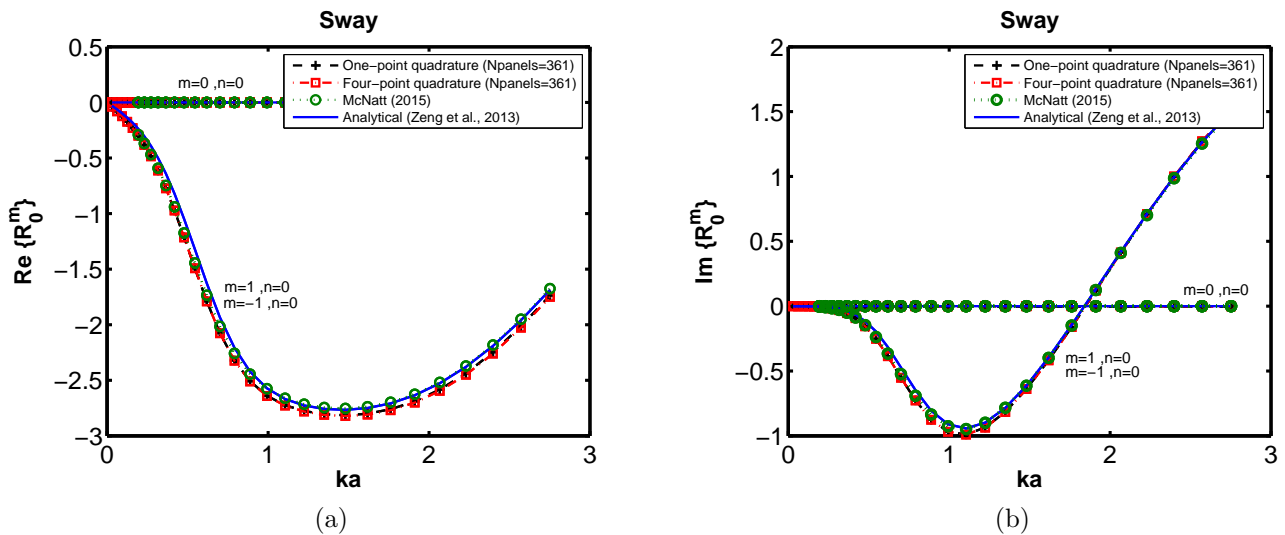 Sway
Re {R_0^m}
0.5
0
−0.5
−1
−1.5
−2
−2.5
−3
m=0 ,n=0
One−point quadrature (Npanels=361)
Four−point quadrature (Npanels=361)
McNatt (2015)
Analytical (Zeng et al., 2013)
m=1 ,n=0
m=−1 ,n=0
0 1 2 3
ka
(a)
Sway
Im {R_0^m}
2
1.5
1
0.5
0
−0.5
−1
One−point quadrature (Npanels=361)
Four−point quadrature (Npanels=361)
McNatt (2015)
Analytical (Zeng et al., 2013)
m=0 ,n=0
m=1 ,n=0
m=−1 ,n=0
0 1 2 3
ka
(b)